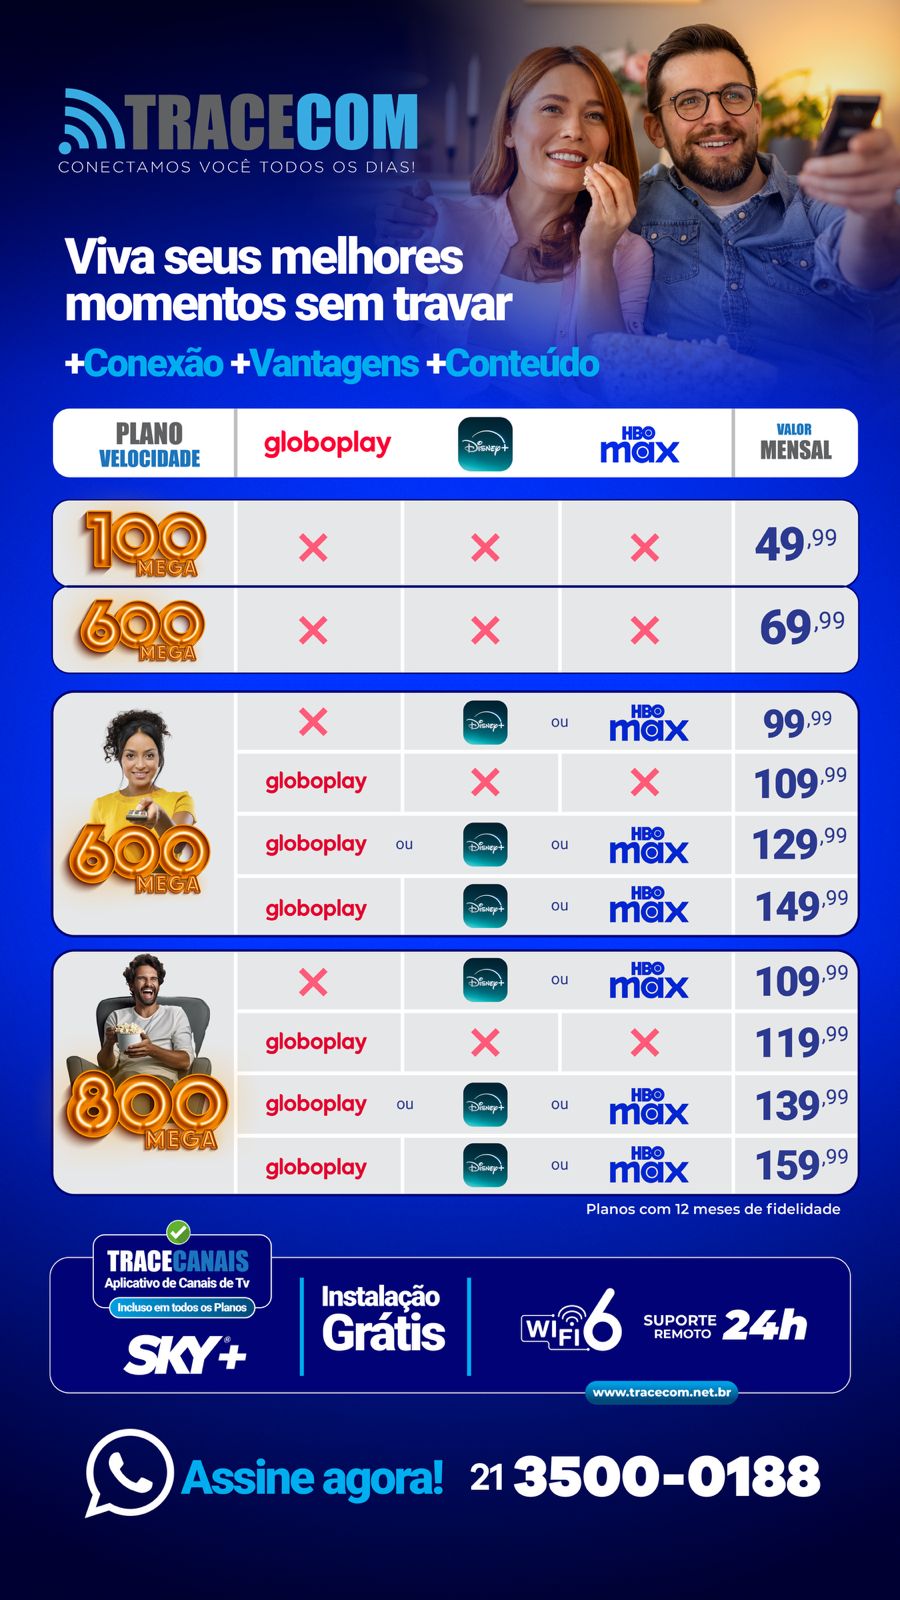 TRACECOM
CONECTAMOS VOCÊ TODOS OS DIAS!
Viva seus melhores
momentos sem travar
+Conexão +Vantagens +Conteúdo
PLANO
VELOCIDADE
globoplay
Disney+
HBO
max
VALOR
MENSAL
100
MEGA
49,99
600
MEGA
69,99
600
MEGA
Disney+ ou HBO max 99,99
globoplay 109,99
globoplay ou Disney+ ou HBO max 129,99
globoplay Disney+ ou HBO max 149,99
800
MEGA
Disney+ ou HBO max 109,99
globoplay 119,99
globoplay ou Disney+ ou HBO max 139,99
globoplay Disney+ ou HBO max 159,99
Planos com 12 meses de fidelidade
TRACECANAIS
Aplicativo de Canais de Tv
Incluso em todos os Planos
SKY®+
Instalação
Grátis
WIFI 6
SUPORTE
REMOTO
24h
www.tracecom.net.br
Assine agora! 21 3500-0188